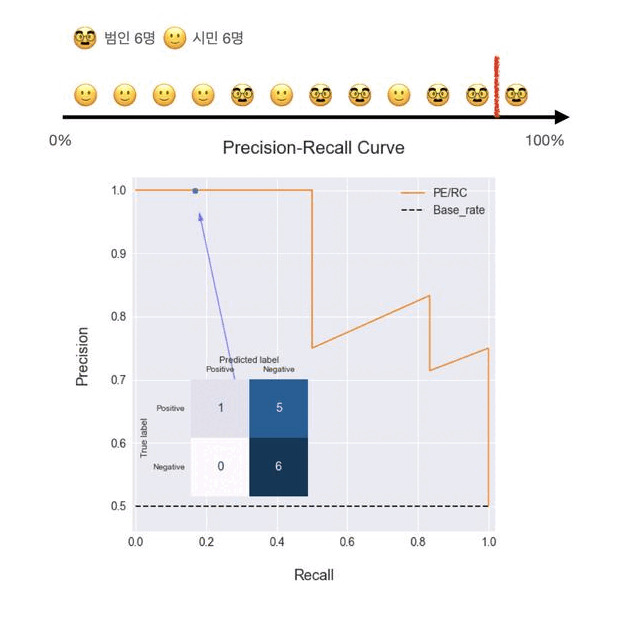 범인 6명 시민 6명
0% 100%
Precision-Recall Curve
PE/RC
Base_rate
1.0
0.9
0.8
0.7
0.6
0.5
Precision
Predicted label
Positive Negative
True label
Positive 1 5
Negative 0 6
0.0 0.2 0.4 0.6 0.8 1.0
Recall